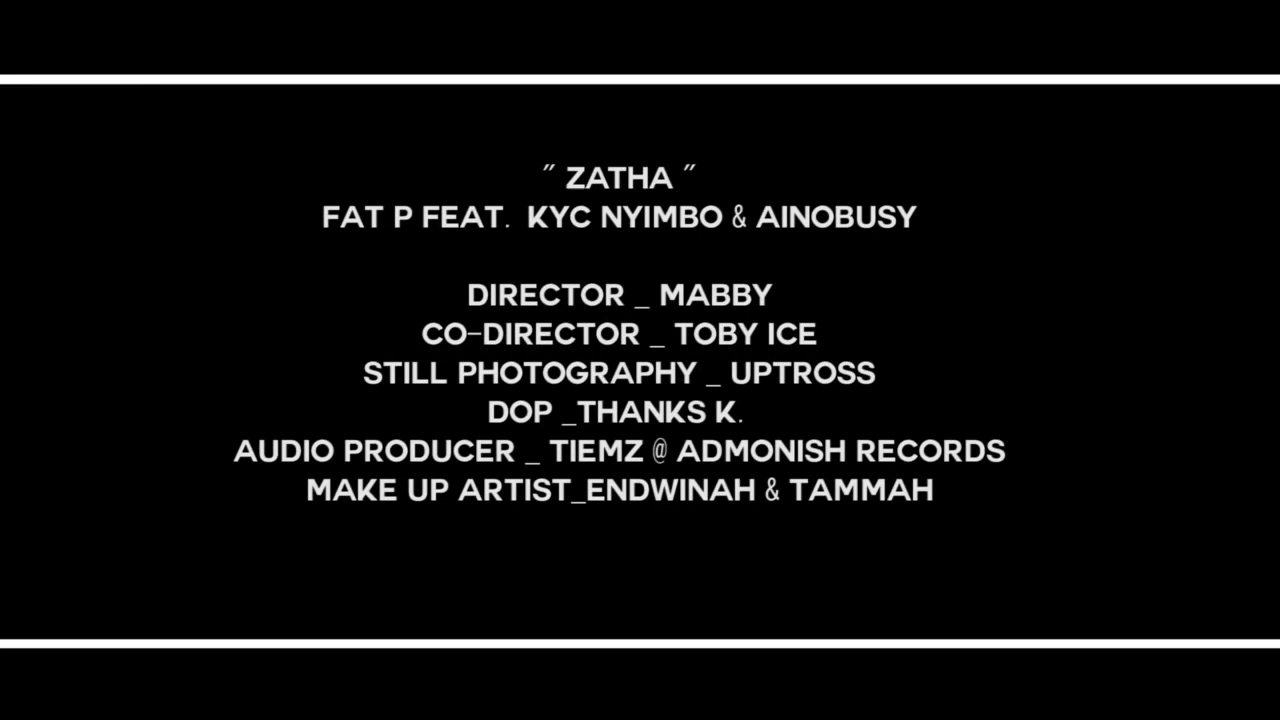 " ZATHA "
FAT P FEAT. KYC NYIMBO & AINOBUSY
DIRECTOR _ MABBY
CO-DIRECTOR _ TOBY ICE
STILL PHOTOGRAPHY _ UPTROSS
DOP _THANKS K.
AUDIO PRODUCER _ TIEMZ @ ADMONISH RECORDS
MAKE UP ARTIST_ENDWINAH & TAMMAH